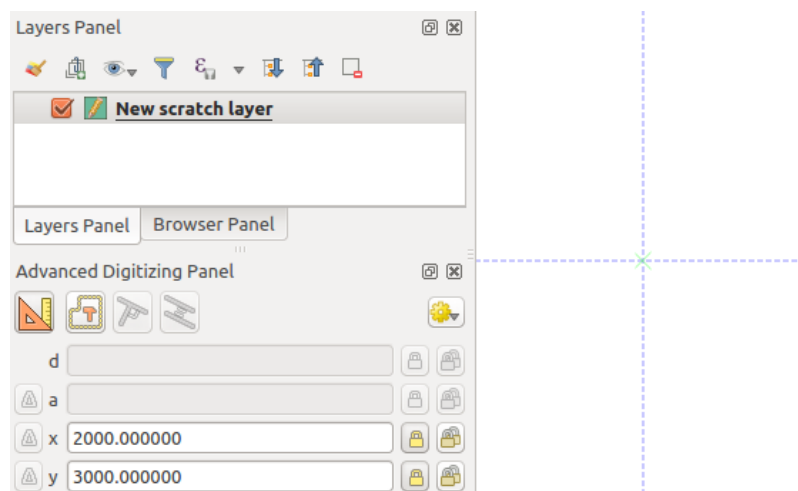 Layers Panel
New scratch layer
Layers Panel Browser Panel
Advanced Digitizing Panel
d
a
x 2000.000000
y 3000.000000